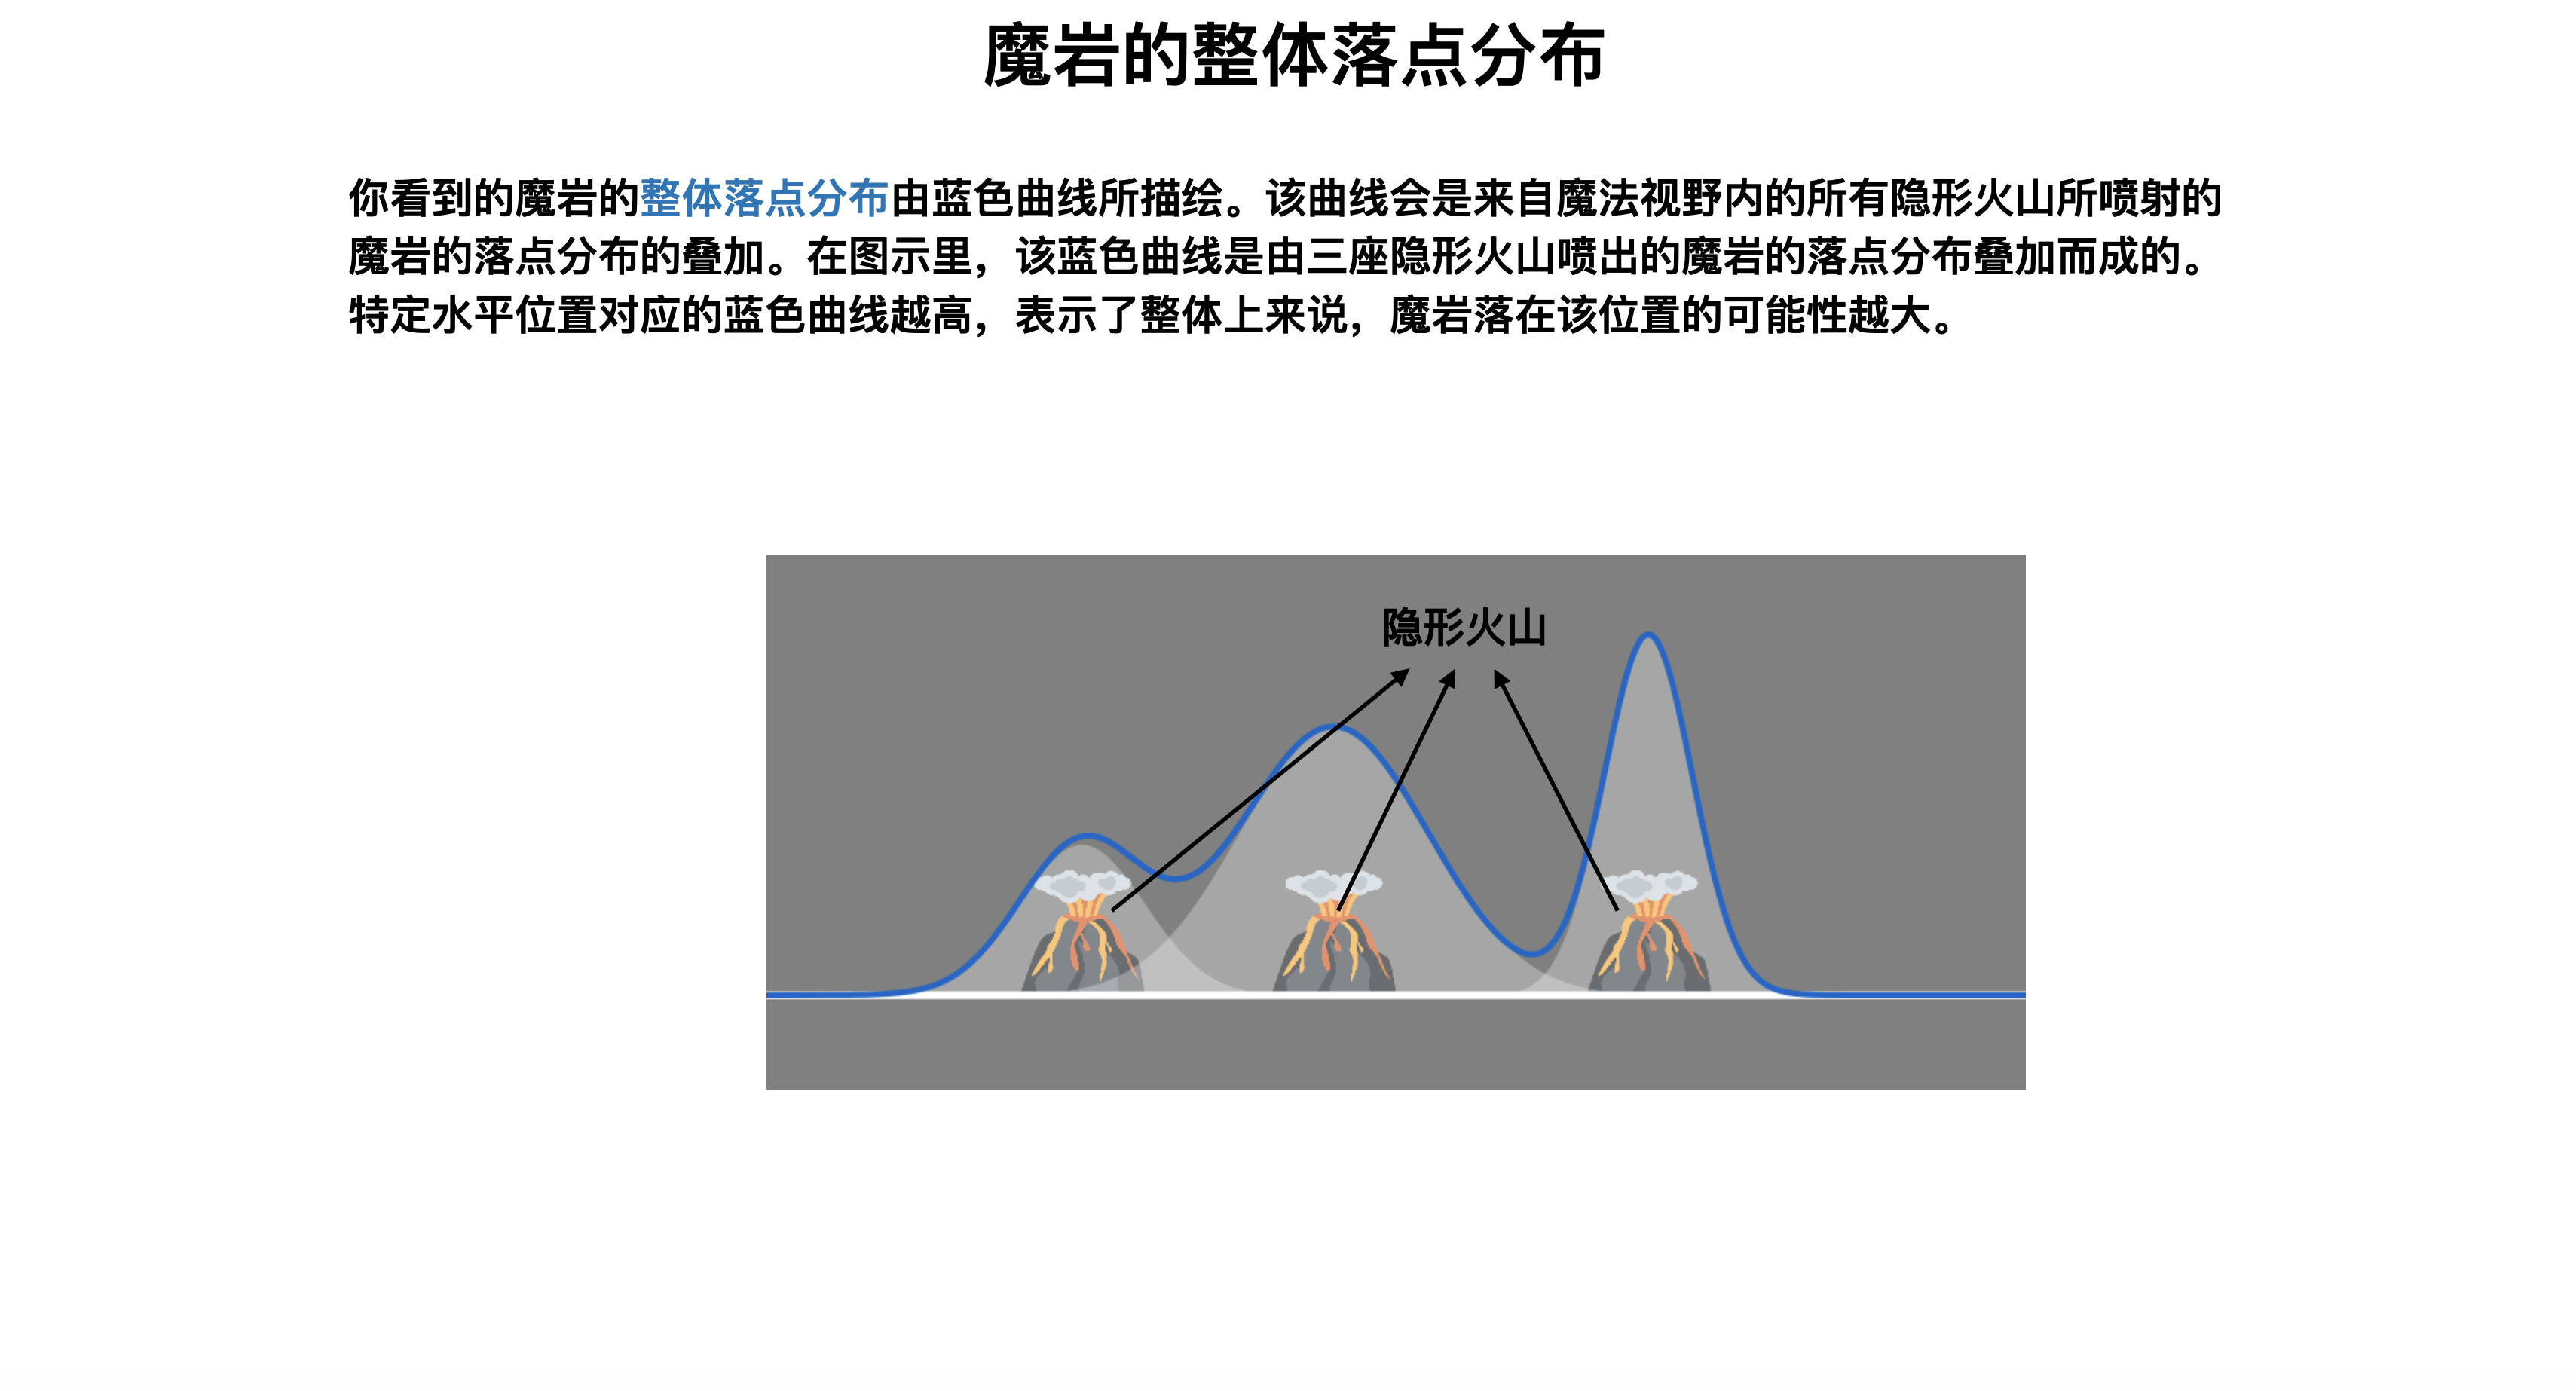 魔岩的整体落点分布
你看到的魔岩的整体落点分布由蓝色曲线所描绘。该曲线会是来自魔法视野内的所有隐形火山所喷射的
魔岩的落点分布的叠加。在图示里，该蓝色曲线是由三座隐形火山喷出的魔岩的落点分布叠加而成的。
特定水平位置对应的蓝色曲线越高，表示了整体上来说，魔岩落在该位置的可能性越大。
隐形火山